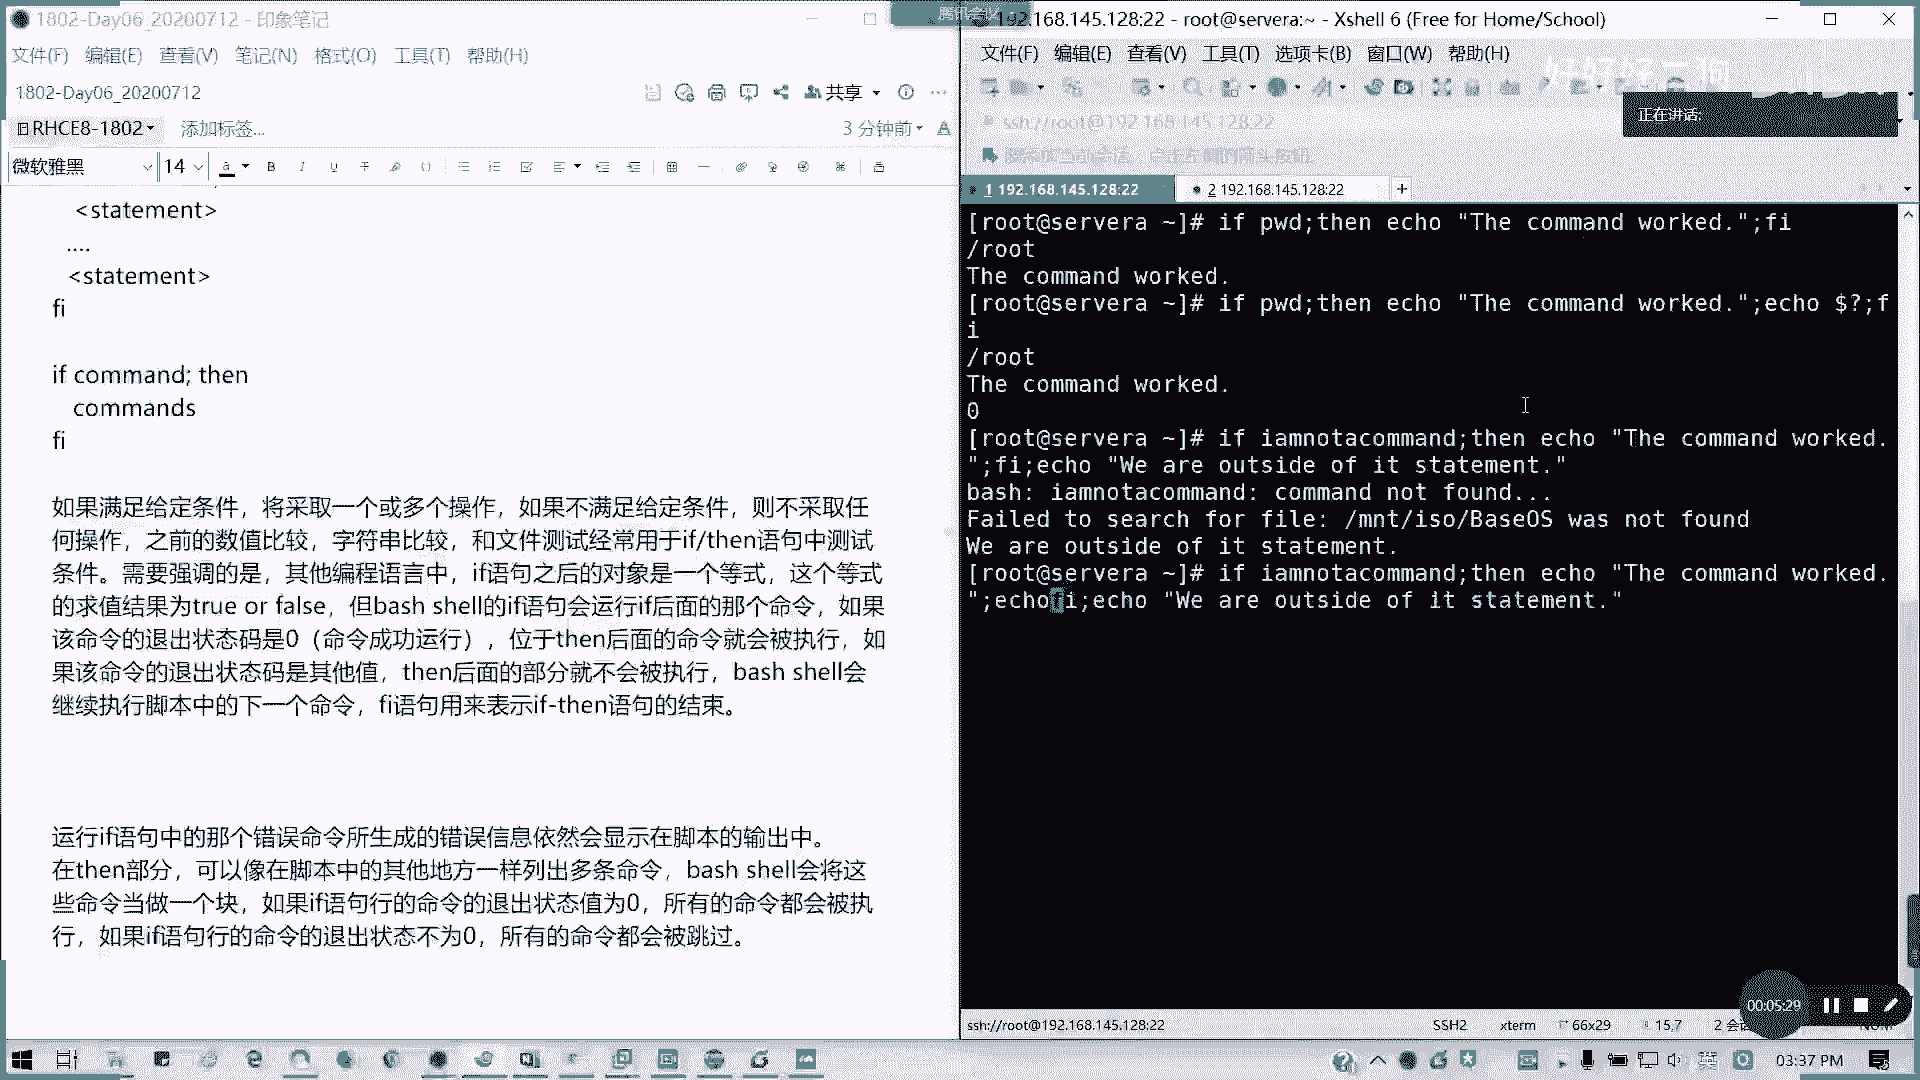 1802-Day06_20200712 - 印象笔记
文件(F) 编辑(E) 查看(V) 笔记(N) 格式(O) 工具(T) 帮助(H)
1802-Day06_20200712
共享
RHCE8-1802 添加标签...
3 分钟前
微软雅黑 14
<statement>
....
<statement>
fi
if command; then
commands
fi
如果满足给定条件，将采取一个或多个操作，如果不满足给定条件，则不采取任
何操作，之前的数值比较，字符串比较，和文件测试经常用于if/then语句中测试
条件。需要强调的是，其他编程语言中，if语句之后的对象是一个等式，这个等式
的求值结果为true or false，但bash shell的if语句会运行if后面的那个命令，如果
该命令的退出状态码是0（命令成功运行），位于then后面的命令就会被执行，如
果该命令的退出状态码是其他值，then后面的部分就不会被执行，bash shell会
继续执行脚本中的下一个命令，fi语句用来表示if-then语句的结束。
运行if语句中的那个错误命令所生成的错误信息依然会显示在脚本的输出中。
在then部分，可以像在脚本中的其他地方一样列出多条命令，bash shell会将这
些命令当做一个块，如果if语句行的命令的退出状态值为0，所有的命令都会被执
行，如果if语句行的命令的退出状态不为0，所有的命令都会被跳过。
腾讯会议
192.168.145.128:22 - root@servera:~ - Xshell 6 (Free for Home/School)
文件(F) 编辑(E) 查看(V) 工具(T) 选项卡(B) 窗口(W) 帮助(H)
ssh://root@192.168.145.128:22
正在讲话:
要添加当前会话，点击左侧的箭头按钮。
1 192.168.145.128:22 2 192.168.145.128:22 +
[root@servera ~]# if pwd;then echo "The command worked.";fi
/root
The command worked.
[root@servera ~]# if pwd;then echo "The command worked.";echo $?;f
i
/root
The command worked.
0
[root@servera ~]# if iamnotacommand;then echo "The command worked.
";fi;echo "We are outside of it statement."
bash: iamnotacommand: command not found...
Failed to search for file: /mnt/iso/BaseOS was not found
We are outside of it statement.
[root@servera ~]# if iamnotacommand;then echo "The command worked.
";echofi;echo "We are outside of it statement."
00:05:29
ssh://root@192.168.145.128:22 SSH2 xterm 66x29 15,7
英 03:37 PM